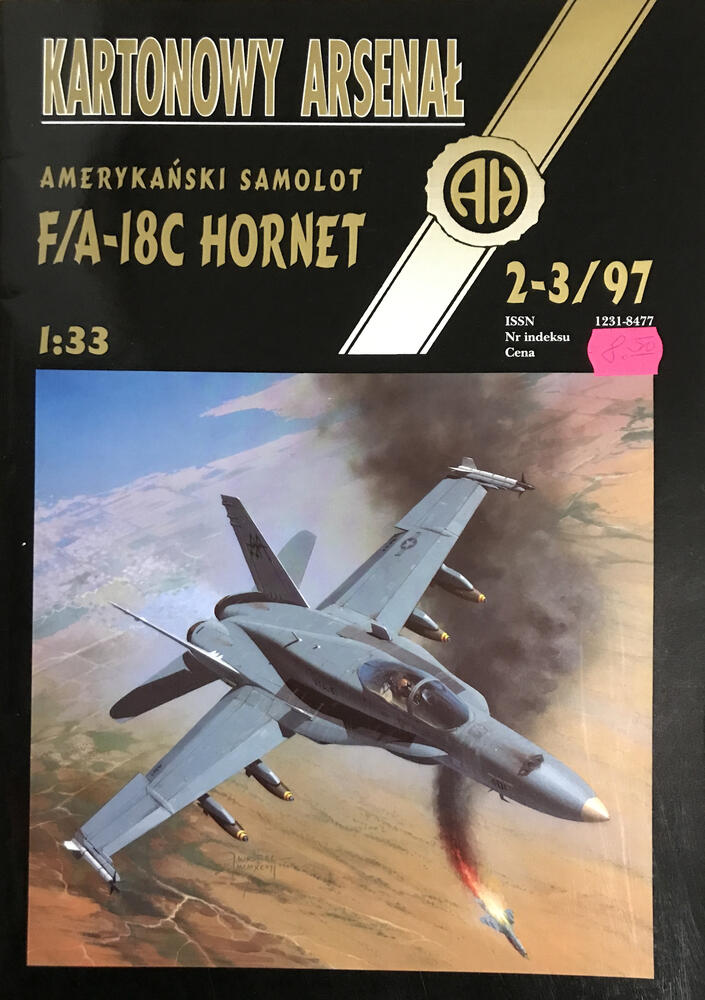 KARTONOWY ARSENAŁ
AMERYKAŃSKI SAMOLOT
F/A-18C HORNET
AH
2-3/97
ISSN 1231-8477
Nr indeksu
Cena
8.50
1:33